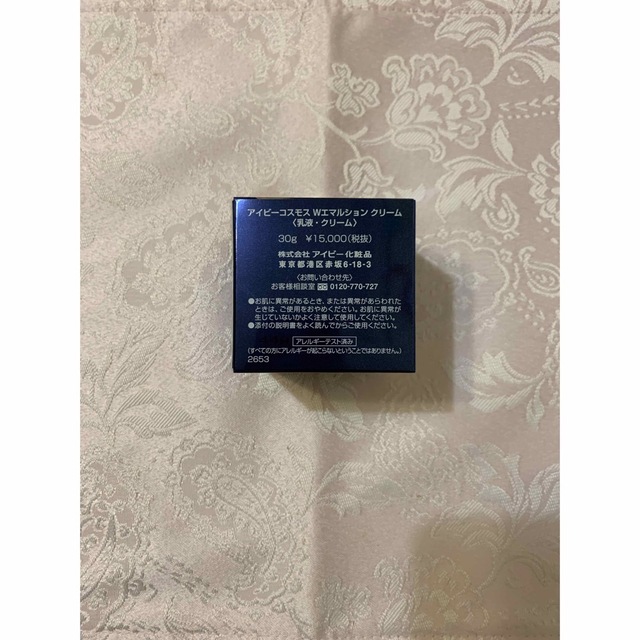 アイビーコスモス Wエマルション クリーム
〈乳液・クリーム〉
30g ¥15,000(税抜)
株式会社 アイビー化粧品
東京都港区赤坂6-18-3
〈お問い合わせ先〉
お客様相談室 0120-770-727
●お肌に異常があるとき、または異常があらわれた
ときは、ご使用をおやめください。お肌に異常が
生じていないかよく注意して使用してください。
●添付の説明書をよく読んでからご使用ください。
アレルギーテスト済み
(すべての方にアレルギーが起こらないということではありません。)
2653